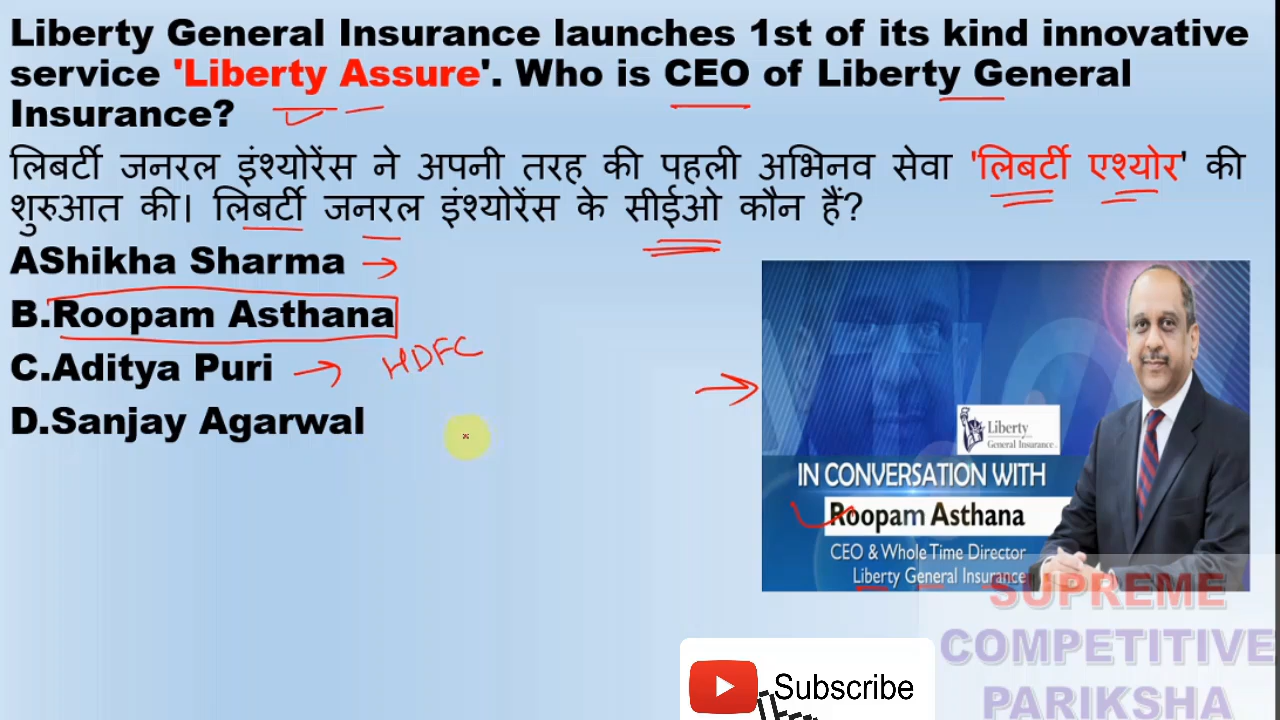 Liberty General Insurance launches 1st of its kind innovative
service 'Liberty Assure'. Who is CEO of Liberty General
Insurance?
लिबर्टी जनरल इंश्योरेंस ने अपनी तरह की पहली अभिनव सेवा 'लिबर्टी एश्योर' की
शुरुआत की। लिबर्टी जनरल इंश्योरेंस के सीईओ कौन हैं?
AShikha Sharma
B.Roopam Asthana
C.Aditya Puri
HDFC
D.Sanjay Agarwal
Liberty
General Insurance
IN CONVERSATION WITH
Roopam Asthana
CEO & Whole Time Director
Liberty General Insurance
SUPREME
COMPETITIVE
PARIKSHA
Subscribe